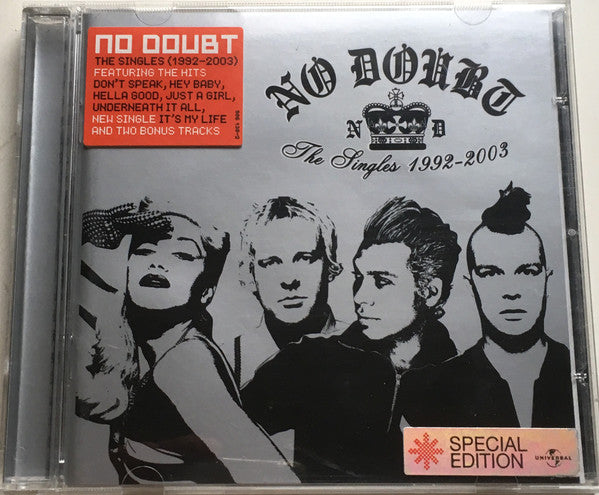 NO DOUBT
THE SINGLES (1992-2003)
FEATURING THE HITS
DON'T SPEAK, HEY BABY,
HELLA GOOD, JUST A GIRL,
UNDERNEATH IT ALL,
NEW SINGLE IT'S MY LIFE
AND TWO BONUS TRACKS
NO DOUBT
N D
The Singles 1992-2003
SPECIAL
EDITION
UNIVERSAL